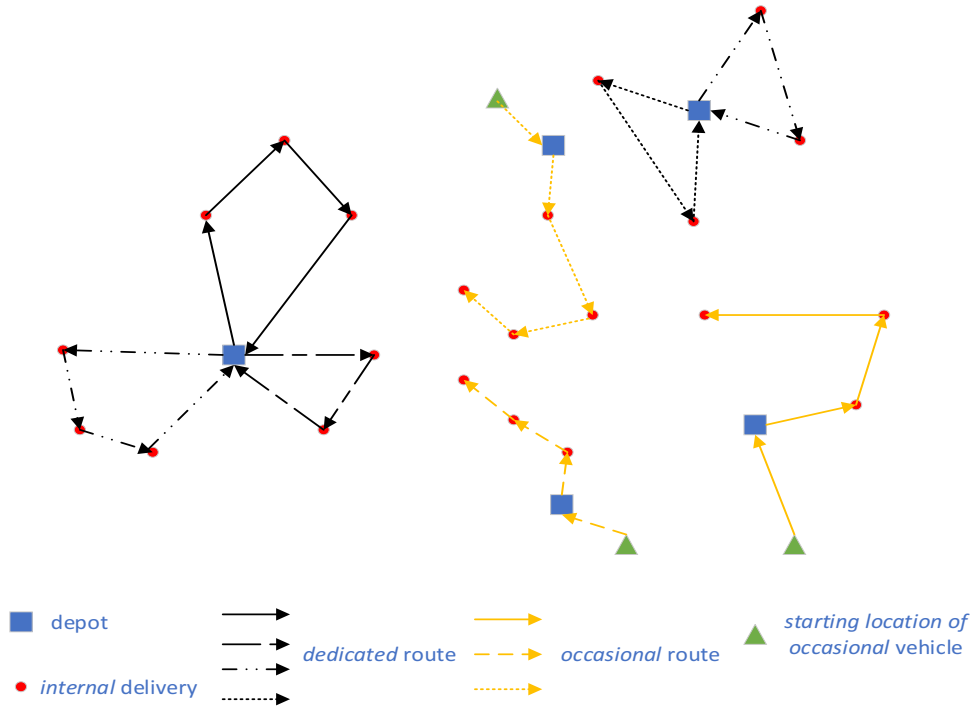 depot
internal delivery
dedicated route
occasional route
starting location of
occasional vehicle